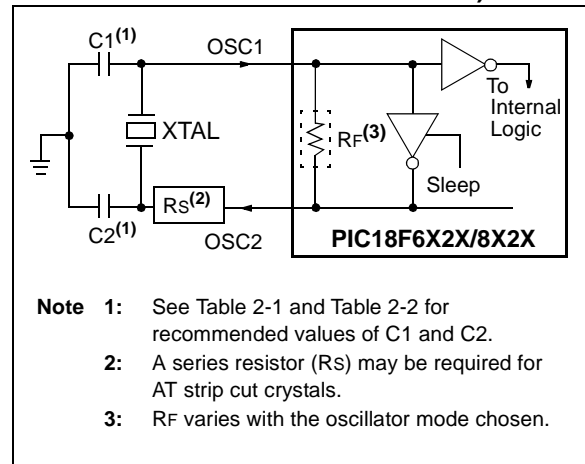 C1(1)
OSC1
To
Internal
Logic
XTAL
RF(3)
Sleep
RS(2)
C2(1)
OSC2
PIC18F6X2X/8X2X
Note 1: See Table 2-1 and Table 2-2 for
recommended values of C1 and C2.
2: A series resistor (RS) may be required for
AT strip cut crystals.
3: RF varies with the oscillator mode chosen.